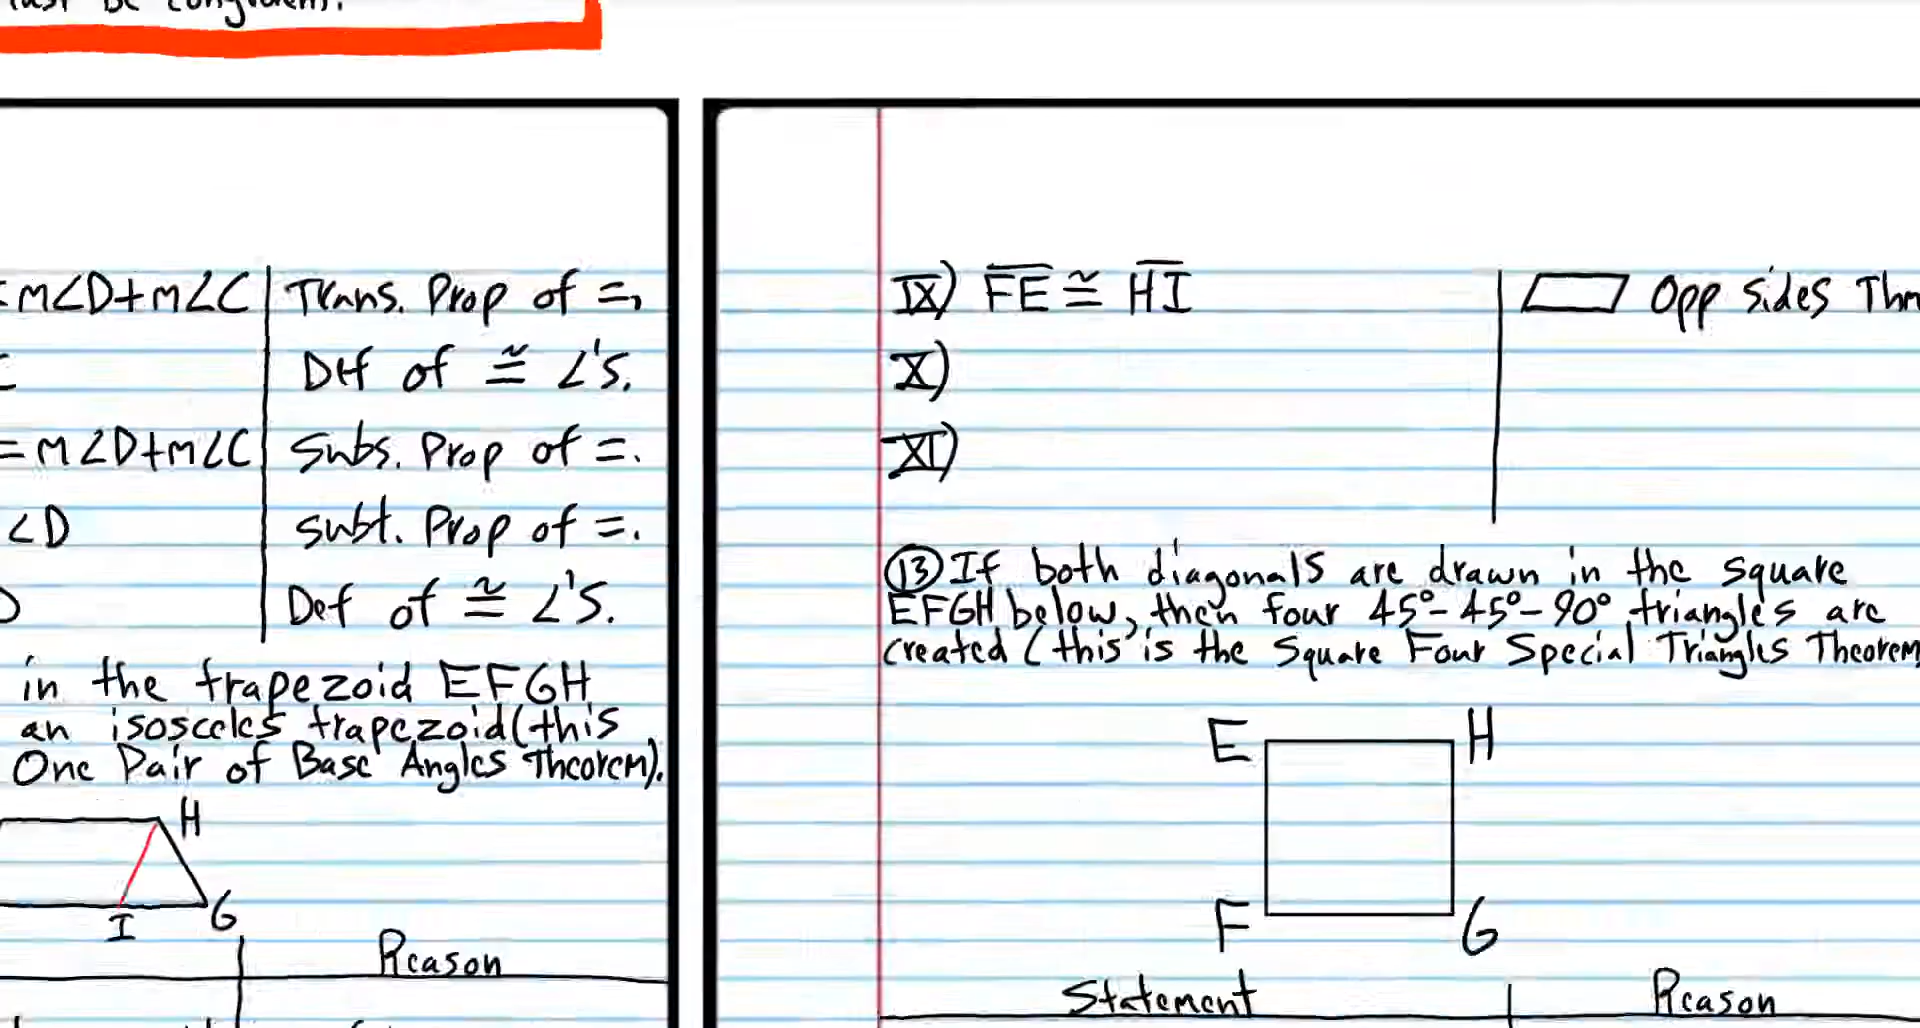 be congruent.
=m∠D+m∠C | Trans. Prop of =,
Def of ≅ ∠'s.
=m∠D+m∠C | Subs. Prop of =.
∠D | Subt. Prop of =.
Def of ≅ ∠'s.
in the trapezoid EFGH
an isosceles trapezoid (this
One Pair of Base Angles Theorem).
H
I G
Reason
IX) FE ≅ HI | ▱ Opp sides Thm
X)
XI)
⑬ If both diagonals are drawn in the square
EFGH below, then four 45°-45°-90° triangles are
created (this is the Square Four Special Triangles Theorem
E H
F G
Statement | Reason